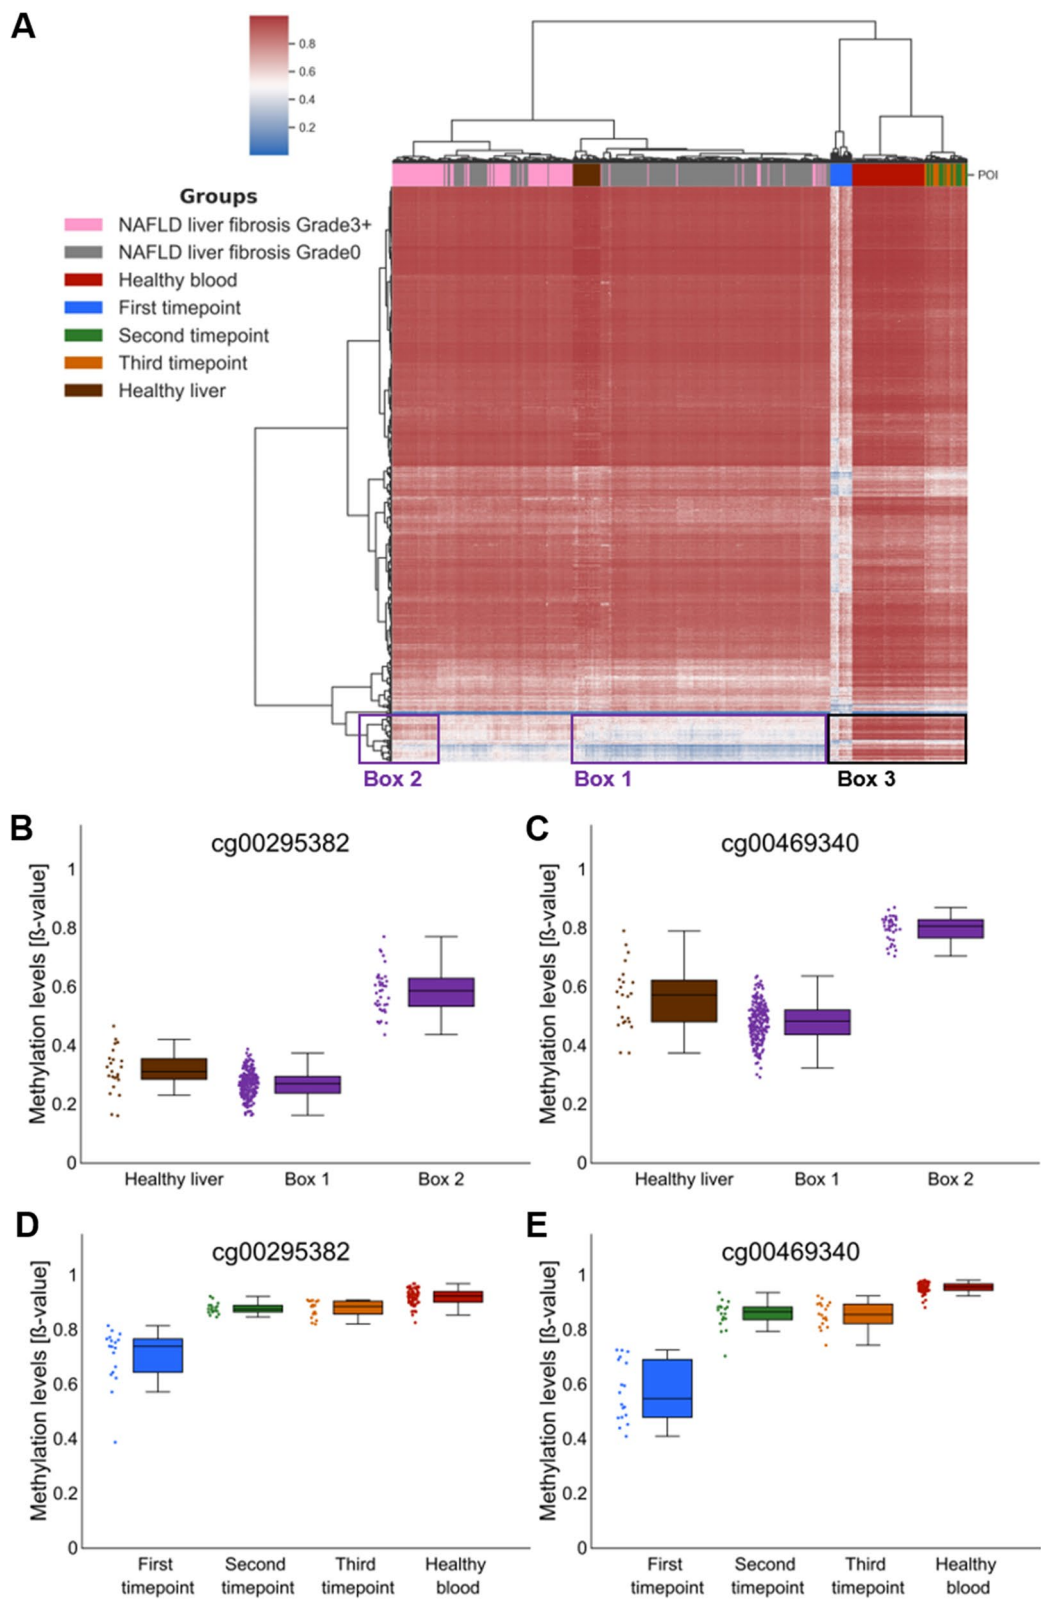 A
0.8
0.6
0.4
0.2
POI
Groups
NAFLD liver fibrosis Grade3+
NAFLD liver fibrosis Grade0
Healthy blood
First timepoint
Second timepoint
Third timepoint
Healthy liver
Box 2
Box 1
Box 3
B
cg00295382
Methylation levels [ß-value]
1
0.8
0.6
0.4
0.2
0
Healthy liver
Box 1
Box 2
C
cg00469340
Methylation levels [ß-value]
1
0.8
0.6
0.4
0.2
0
Healthy liver
Box 1
Box 2
D
cg00295382
Methylation levels [ß-value]
1
0.8
0.6
0.4
0.2
0
First
timepoint
Second
timepoint
Third
timepoint
Healthy
blood
E
cg00469340
Methylation levels [ß-value]
1
0.8
0.6
0.4
0.2
0
First
timepoint
Second
timepoint
Third
timepoint
Healthy
blood